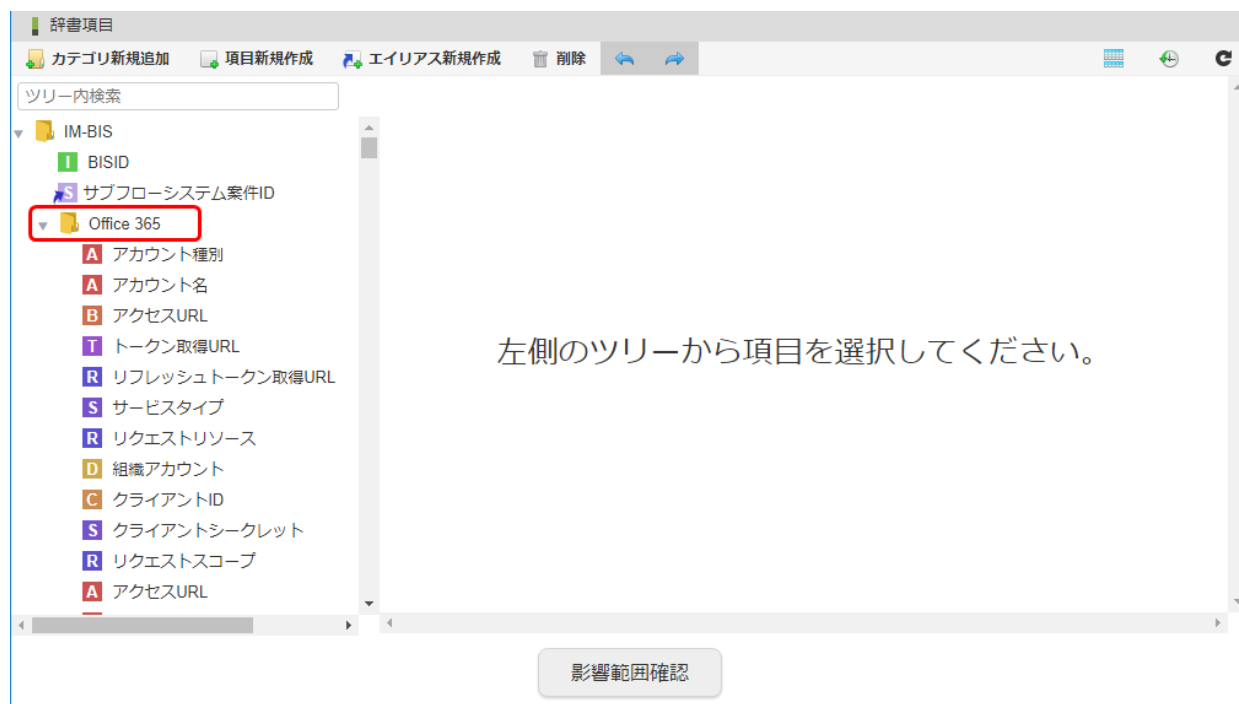 辞書項目
カテゴリ新規追加 項目新規作成 エイリアス新規作成 削除
ツリー内検索
IM-BIS
I BISID
S サブフローシステム案件ID
Office 365
A アカウント種別
A アカウント名
B アクセスURL
T トークン取得URL
R リフレッシュトークン取得URL
S サービスタイプ
R リクエストリソース
D 組織アカウント
C クライアントID
S クライアントシークレット
R リクエストスコープ
A アクセスURL
左側のツリーから項目を選択してください。
影響範囲確認